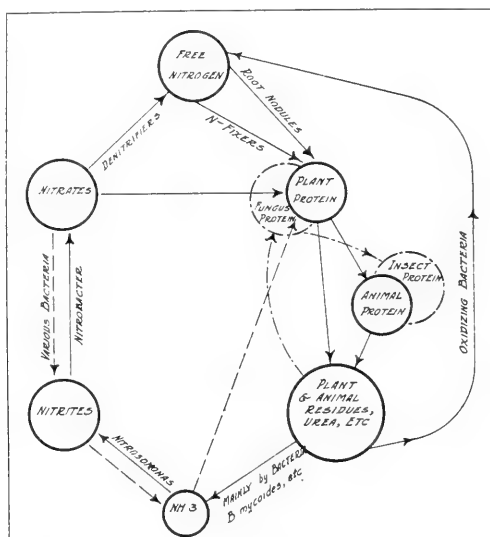 FREE
NITROGEN
ROOT NODULES
N-FIXERS
DENITRIFIERS
NITRATES
PLANT
PROTEIN
FUNGUS
PROTEIN
INSECT
PROTEIN
ANIMAL
PROTEIN
OXIDIZING BACTERIA
VARIOUS BACTERIA
NITROBACTER
NITRITES
PLANT
& ANIMAL
RESIDUES,
UREA, ETC
NITROSOMONAS
NH 3
MAINLY BY BACTERIA
B mycoides, etc